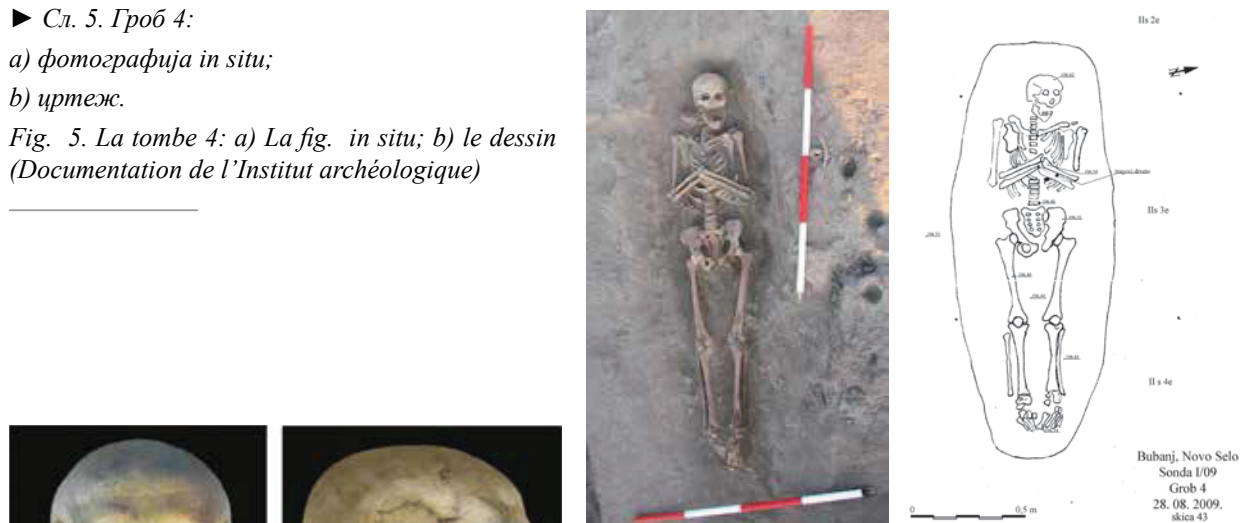 ► Сл. 5. Гроб 4:
a) фотографија in situ;
b) цртеж.
Fig. 5. La tombe 4: a) La fig. in situ; b) le dessin
(Documentation de l’Institut archéologique)
IIs 2e
IIs 3e
II s 4e
0 0,5 m
Bubanj, Novo Selo
Sonda I/09
Grob 4
28. 08. 2009.
skica 43